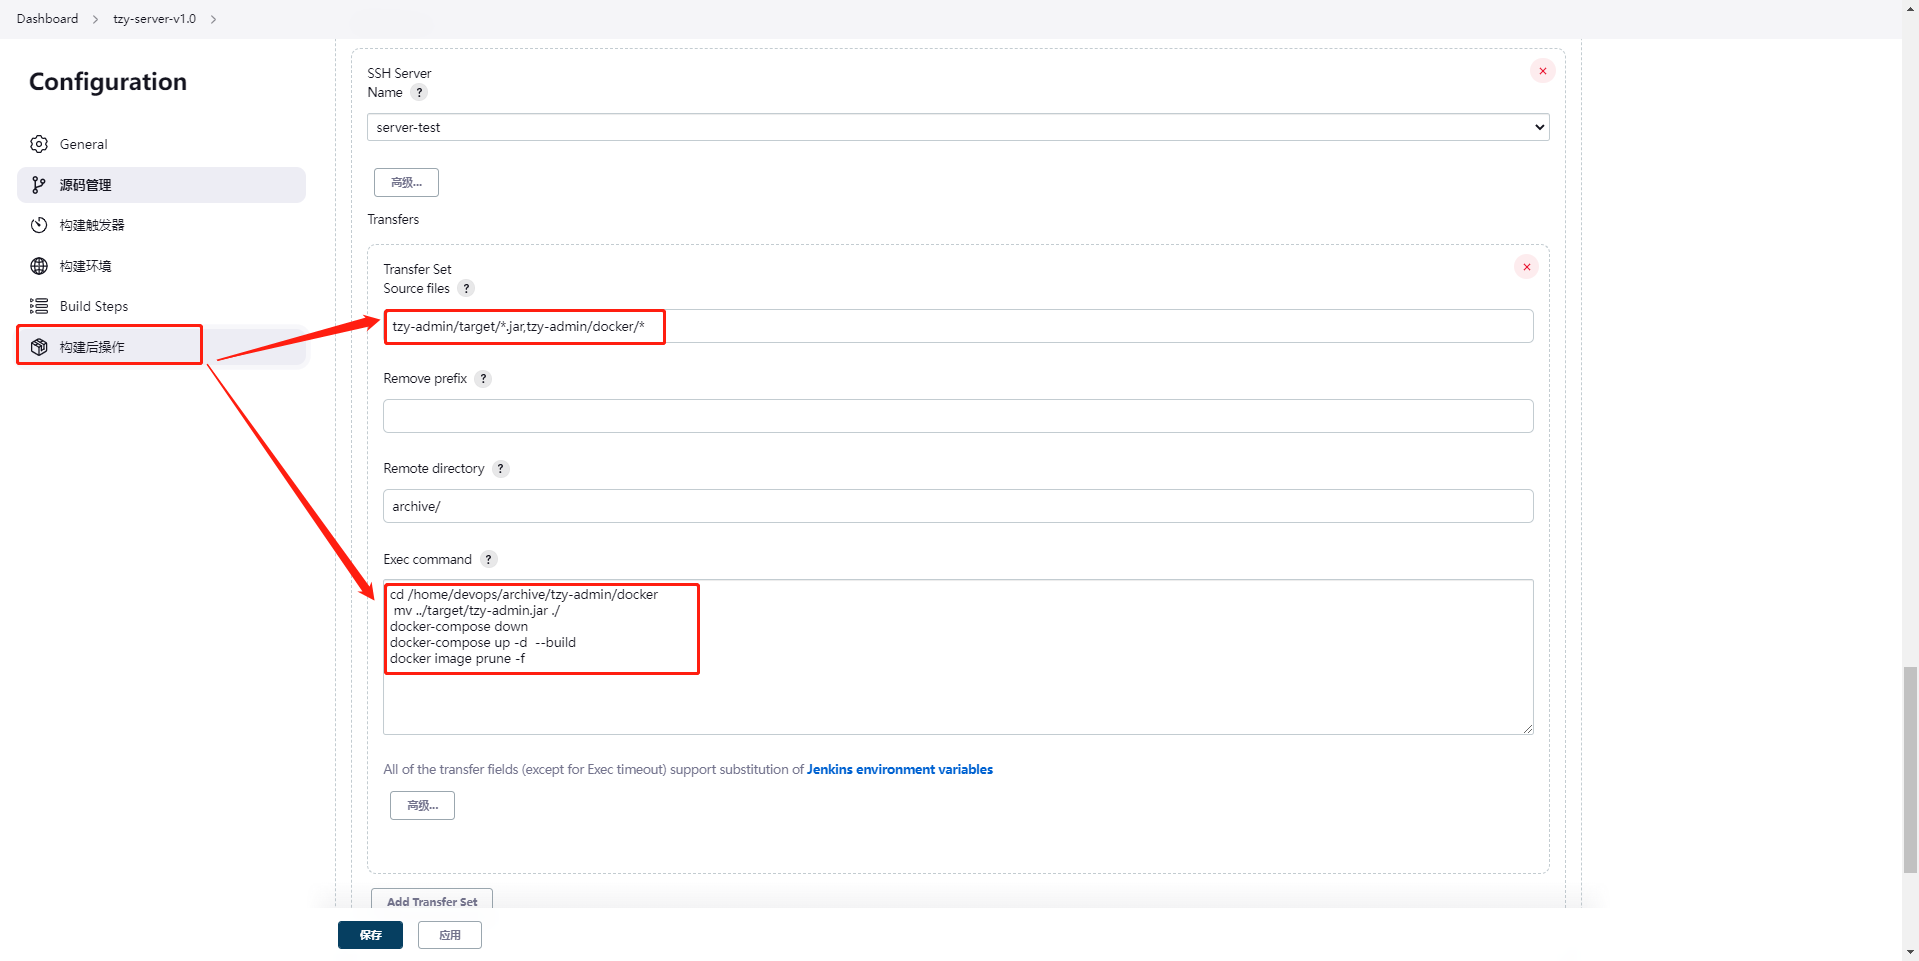 Dashboard > tzy-server-v1.0 >
Configuration
General
源码管理
构建触发器
构建环境
Build Steps
构建后操作
SSH Server
Name ?
server-test
高级...
Transfers
Transfer Set
Source files ?
tzy-admin/target/*.jar,tzy-admin/docker/*
Remove prefix ?
Remote directory ?
archive/
Exec command ?
cd /home/devops/archive/tzy-admin/docker
mv ../target/tzy-admin.jar ./
docker-compose down
docker-compose up -d  --build
docker image prune -f
All of the transfer fields (except for Exec timeout) support substitution of Jenkins environment variables
高级...
Add Transfer Set
保存
应用